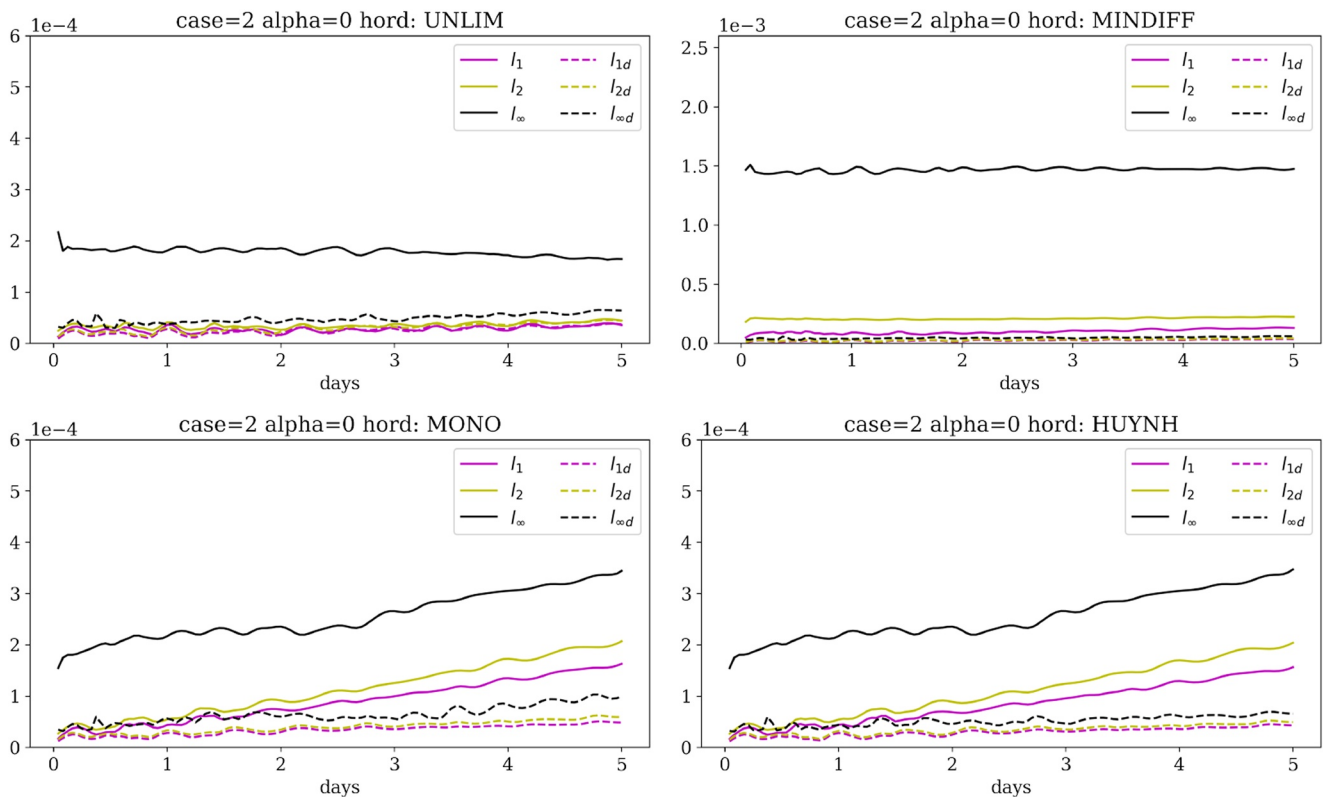 case=2 alpha=0 hord: UNLIM
1e−4
6
5
4
3
2
1
0
l₁ l₁d
l₂ l₂d
l∞ l∞d
0 1 2 3 4 5
days
case=2 alpha=0 hord: MINDIFF
1e−3
2.5
2.0
1.5
1.0
0.5
0.0
l₁ l₁d
l₂ l₂d
l∞ l∞d
0 1 2 3 4 5
days
case=2 alpha=0 hord: MONO
1e−4
6
5
4
3
2
1
0
l₁ l₁d
l₂ l₂d
l∞ l∞d
0 1 2 3 4 5
days
case=2 alpha=0 hord: HUYNH
1e−4
6
5
4
3
2
1
0
l₁ l₁d
l₂ l₂d
l∞ l∞d
0 1 2 3 4 5
days